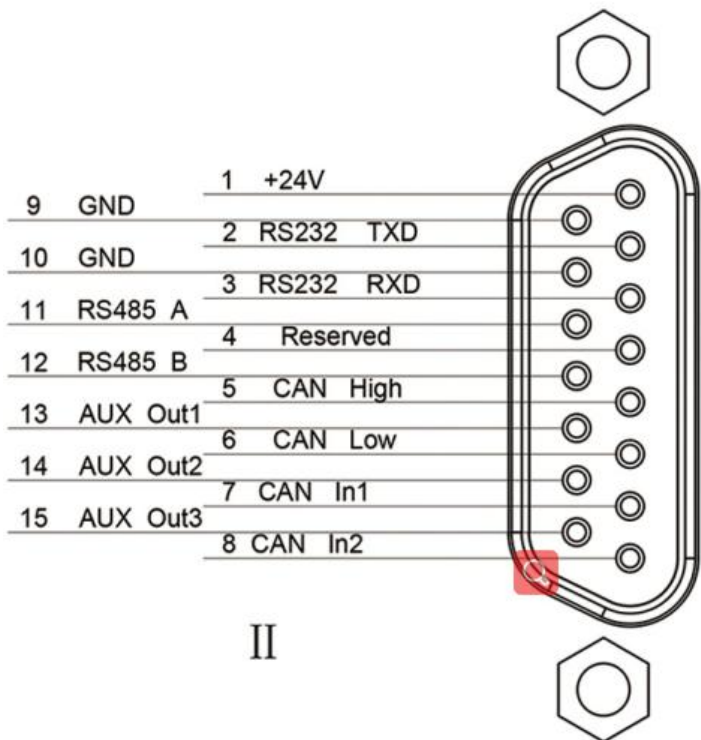 1 +24V
9 GND
2 RS232 TXD
10 GND
3 RS232 RXD
11 RS485 A
4 Reserved
12 RS485 B
5 CAN High
13 AUX Out1
6 CAN Low
14 AUX Out2
7 CAN In1
15 AUX Out3
8 CAN In2
II